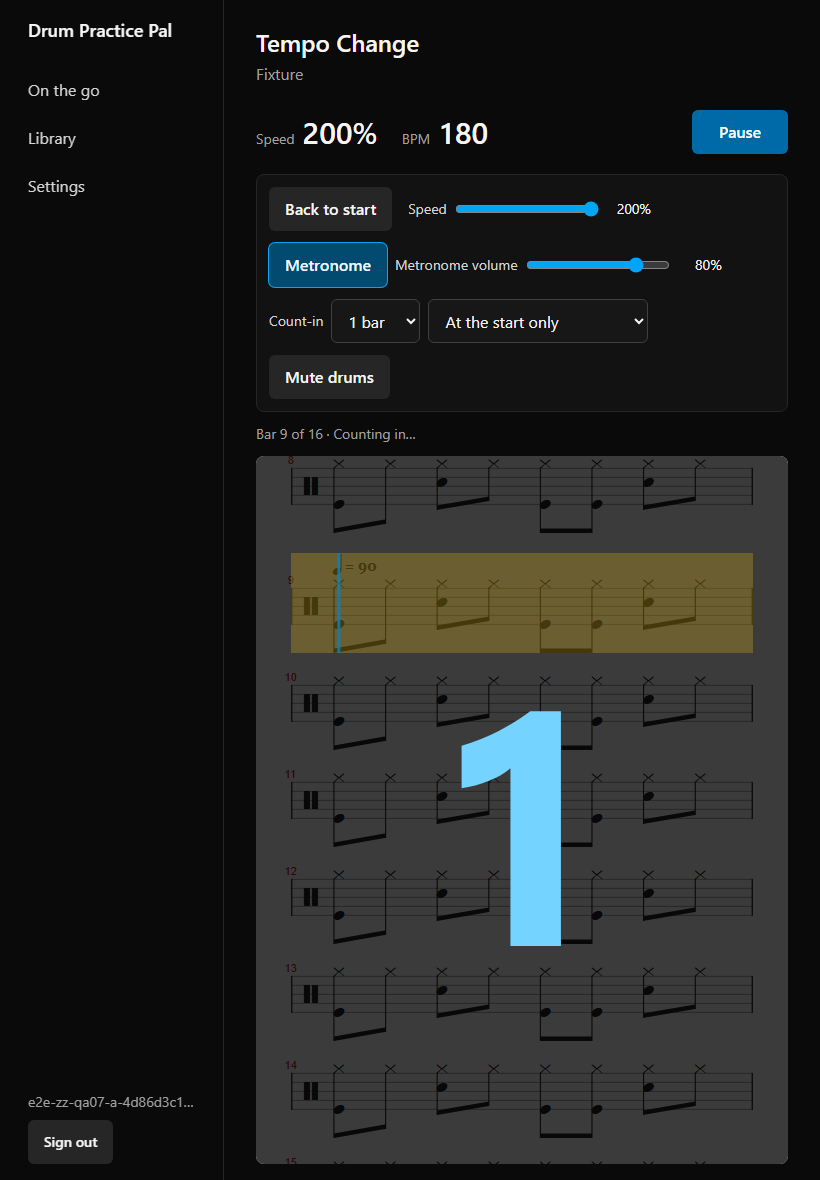 Drum Practice Pal
On the go
Library
Settings
e2e-zz-qa07-a-4d86d3c1...
Sign out
Tempo Change
Fixture
Speed 200% BPM 180
Pause
Back to start Speed 200%
Metronome Metronome volume 80%
Count-in 1 bar At the start only
Mute drums
Bar 9 of 16 · Counting in...
8
= 90
9
10
1
11
12
13
14
15